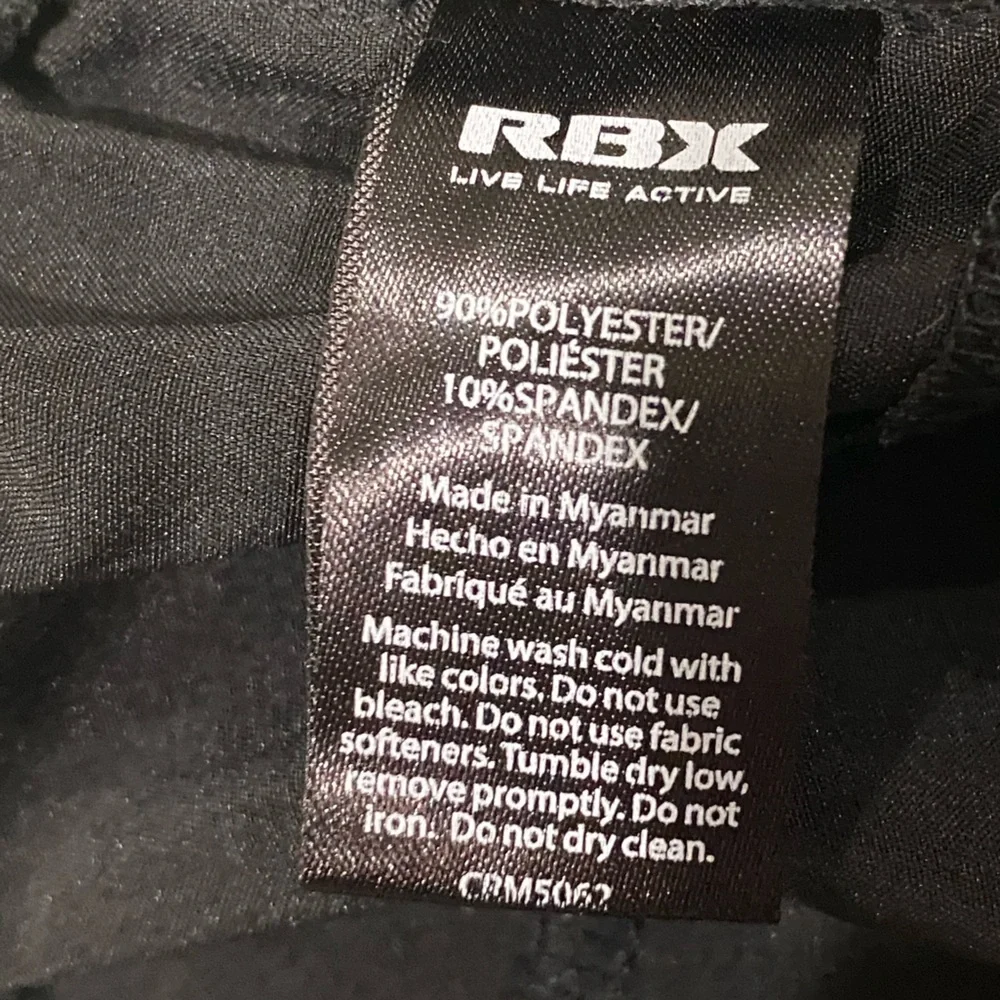 RBX
LIVE LIFE ACTIVE
90%POLYESTER/
POLIÉSTER
10%SPANDEX/
SPANDEX
Made in Myanmar
Hecho en Myanmar
Fabriqué au Myanmar
Machine wash cold with
like colors. Do not use
bleach. Do not use fabric
softeners. Tumble dry low,
remove promptly. Do not
iron. Do not dry clean.
CRM5062